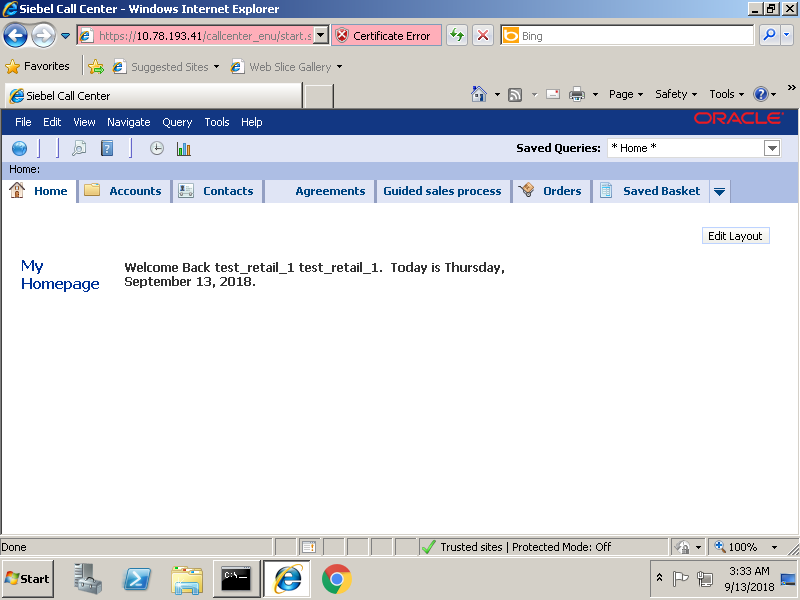 Siebel Call Center - Windows Internet Explorer
https://10.78.193.41/callcenter_enu/start.s
Certificate Error
Bing
Favorites
Suggested Sites
Web Slice Gallery
Siebel Call Center
Page
Safety
Tools
»
File Edit View Navigate Query Tools Help
ORACLE
Saved Queries: * Home *
Home:
Home
Accounts
Contacts
Agreements
Guided sales process
Orders
Saved Basket
Edit Layout
My
Homepage
Welcome Back test_retail_1 test_retail_1. Today is Thursday,
September 13, 2018.
Done
Trusted sites | Protected Mode: Off
100%
Start
3:33 AM
9/13/2018